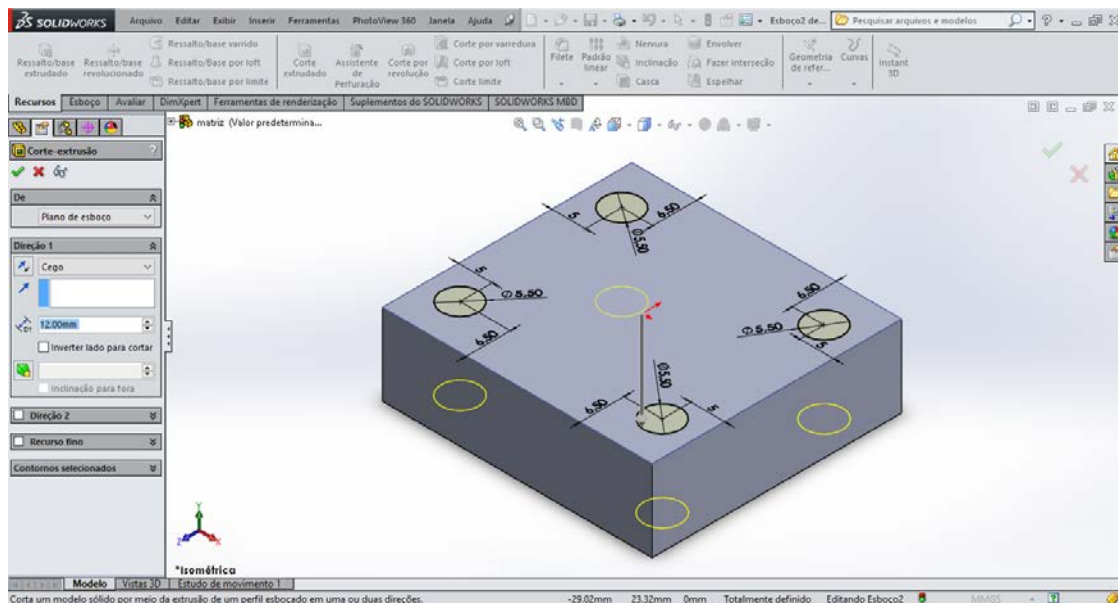 SOLIDWORKS Arquivo Editar Exibir Inserir Ferramentas PhotoView 360 Janela Ajuda Esboço2 de... Pesquisar arquivos e modelos
Ressalto/base extrudado
Ressalto/base revolucionado
Ressalto/base varrido
Ressalto/Base por loft
Ressalto/base por limite
Corte extrudado
Assistente de Perfuração
Corte por revolução
Corte por varredura
Corte por loft
Corte limite
Filete
Padrão linear
Nervura
Inclinação
Casca
Envolver
Fazer interseção
Espelhar
Geometria de refer...
Curvas
Instant 3D
Recursos Esboço Avaliar DimXpert Ferramentas de renderização Suplementos do SOLIDWORKS SOLIDWORKS MBD
matriz (Valor predetermina...
Corte-extrusão ?
De
Plano de esboço
Direção 1
Cego
12.00mm
Inverter lado para cortar
Inclinação para fora
Direção 2
Recurso fino
Contornos selecionados
5
6,50
Ø5,50
5
Ø5,50
6,50
6,50
Ø5,50
5
Ø5,50
6,50
5
Y
Z
X
*Isométrica
Modelo Vistas 3D Estudo de movimento 1
Corta um modelo sólido por meio da extrusão de um perfil esboçado em uma ou duas direções. -29.02mm 23.32mm 0mm Totalmente definido Editando Esboço2 MMGS